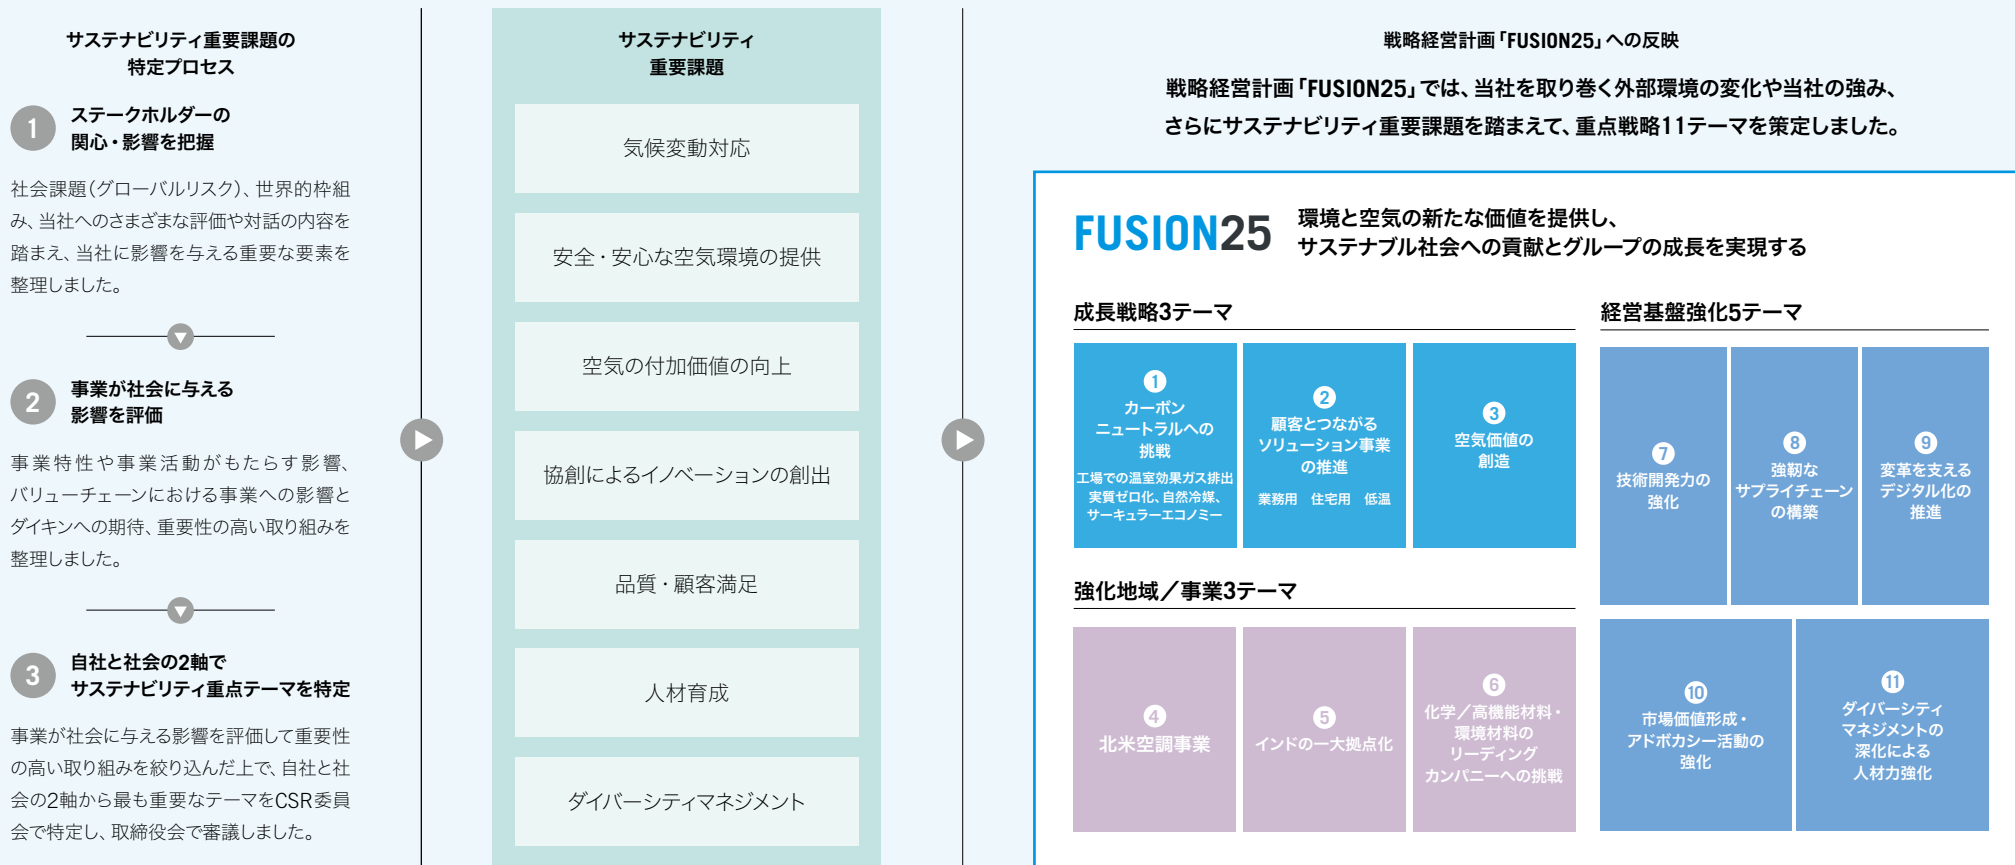 サステナビリティ重要課題の
特定プロセス
1
ステークホルダーの
関心・影響を把握
社会課題(グローバルリスク)、世界的枠組
み、当社へのさまざまな評価や対話の内容を
踏まえ、当社に影響を与える重要な要素を
整理しました。
2
事業が社会に与える
影響を評価
事業特性や事業活動がもたらす影響、
バリューチェーンにおける事業への影響と
ダイキンへの期待、重要性の高い取り組みを
整理しました。
3
自社と社会の2軸で
サステナビリティ重点テーマを特定
事業が社会に与える影響を評価して重要性
の高い取り組みを絞り込んだ上で、自社と社
会の2軸から最も重要なテーマをCSR委員
会で特定し、取締役会で審議しました。
サステナビリティ
重要課題
気候変動対応
安全・安心な空気環境の提供
空気の付加価値の向上
協創によるイノベーションの創出
品質・顧客満足
人材育成
ダイバーシティマネジメント
戦略経営計画「FUSION25」への反映
戦略経営計画「FUSION25」では、当社を取り巻く外部環境の変化や当社の強み、
さらにサステナビリティ重要課題を踏まえて、重点戦略11テーマを策定しました。
FUSION25
環境と空気の新たな価値を提供し、
サステナブル社会への貢献とグループの成長を実現する
成長戦略3テーマ
1
カーボン
ニュートラルへの
挑戦
工場での温室効果ガス排出
実質ゼロ化、自然冷媒、
サーキュラーエコノミー
2
顧客とつながる
ソリューション事業
の推進
業務用 住宅用 低温
3
空気価値の
創造
強化地域/事業3テーマ
4
北米空調事業
5
インドの一大拠点化
6
化学/高機能材料・
環境材料の
リーディング
カンパニーへの挑戦
経営基盤強化5テーマ
7
技術開発力の
強化
8
強靭な
サプライチェーン
の構築
9
変革を支える
デジタル化の
推進
10
市場価値形成・
アドボカシー活動の
強化
11
ダイバーシティ
マネジメントの
深化による
人材力強化